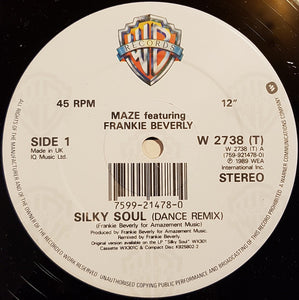 WB
RECORDS
45 RPM
MAZE featuring
FRANKIE BEVERLY
12"
SIDE 1
Made in UK
IQ. Music Ltd.
W 2738 (T)
W 2738 (T) A
(759-921478-0)
℗ 1989 WEA
International Inc.
STEREO
7599-21478-0
SILKY SOUL (DANCE REMIX)
(Frankie Beverly for Amazement Music)
Produced by Frankie Beverly for Amazement Music
Remixed by Frankie Beverly
Original version available on the LP "Silky Soul" WX301
Cassette WX301C & Compact Disc K925802-2
ALL RIGHTS OF THE MANUFACTURER AND OF THE OWNER OF THE RECORDED WORK RESERVED
UNAUTHORISED COPYING PUBLIC PERFORMANCE AND BROADCASTING OF THIS RECORD PROHIBITED
A WARNER COMMUNICATIONS COMPANY